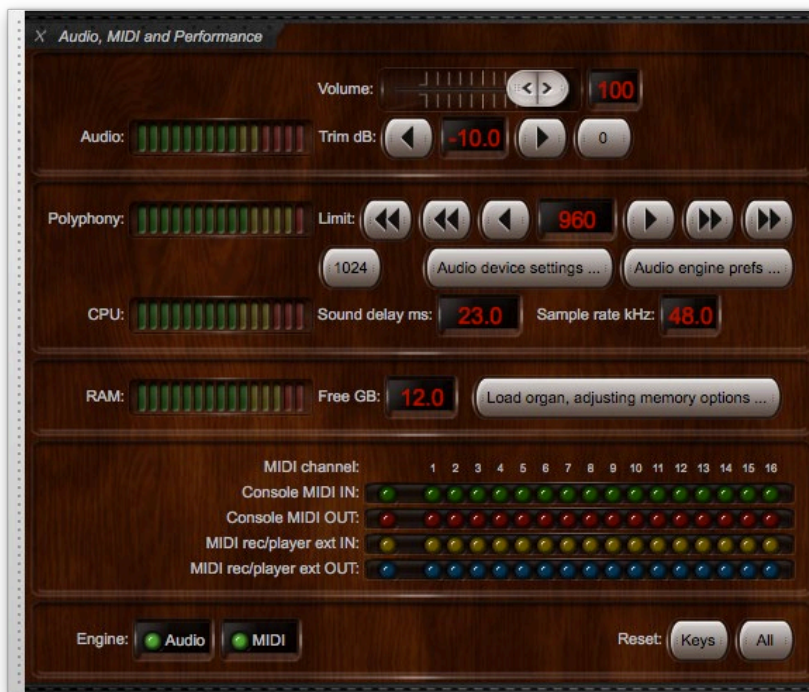 X Audio, MIDI and Performance
Volume: 100
Audio: Trim dB: -10.0 0
Polyphony: Limit: 960
1024 Audio device settings ... Audio engine prefs ...
CPU: Sound delay ms: 23.0 Sample rate kHz: 48.0
RAM: Free GB: 12.0 Load organ, adjusting memory options ...
MIDI channel: 1 2 3 4 5 6 7 8 9 10 11 12 13 14 15 16
Console MIDI IN:
Console MIDI OUT:
MIDI rec/player ext IN:
MIDI rec/player ext OUT:
Engine: Audio MIDI Reset: Keys All